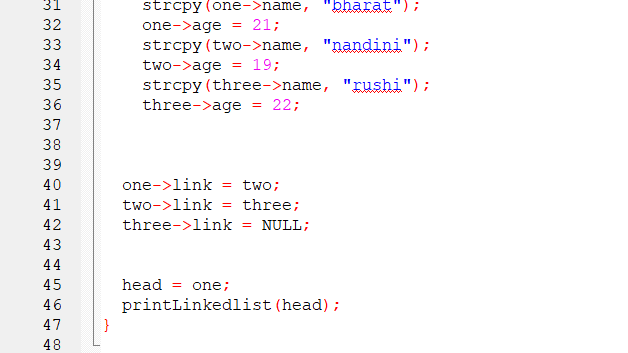 31 strcpy(one->name, "bharat");
32 one->age = 21;
33 strcpy(two->name, "nandini");
34 two->age = 19;
35 strcpy(three->name, "rushi");
36 three->age = 22;
37
38
39
40 one->link = two;
41 two->link = three;
42 three->link = NULL;
43
44
45 head = one;
46 printLinkedlist(head);
47 }
48